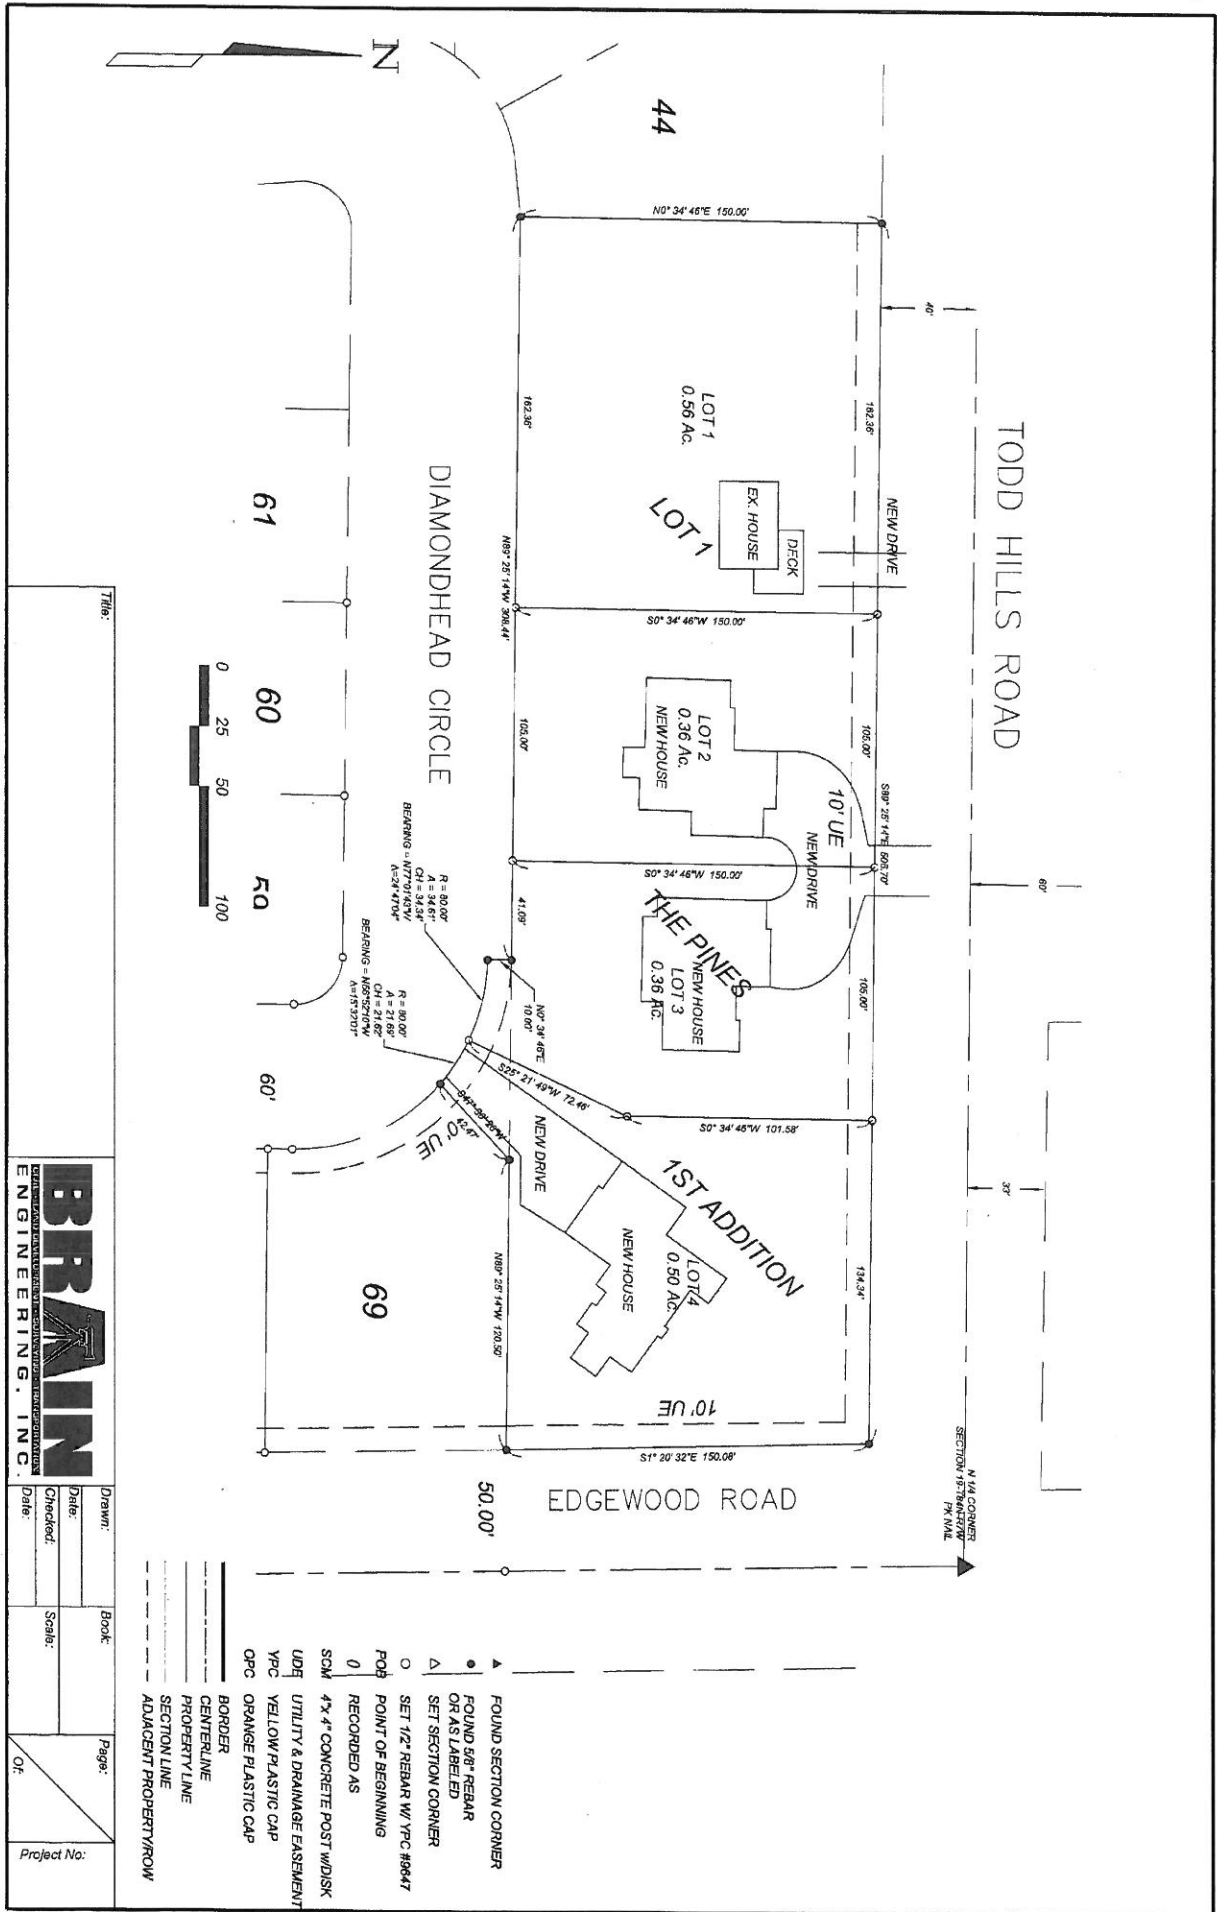 N
44
TODD HILLS ROAD
40'
60'
33'
N0° 34' 46"E 150.00'
162.36'
162.36'
NEW DRIVE
LOT 1
0.56 Ac.
EX. HOUSE
DECK
LOT 1
S0° 34' 46"W 150.00'
N89° 25' 14"W 308.44'
105.00'
LOT 2
0.36 Ac.
NEW HOUSE
105.00'
S89° 25' 14"E 506.70'
10' UE
NEW DRIVE
S0° 34' 46"W 150.00'
THE PINES
NEW HOUSE
LOT 3
0.36 Ac.
105.00'
41.09'
N0° 34' 46"E
10.00'
S25° 21' 49"W 72.46'
S0° 34' 46"W 101.58'
1ST ADDITION
NEW DRIVE
42.47'
LOT 4
0.50 Ac.
NEW HOUSE
134.34'
N89° 25' 14"W 120.50'
10' UE
S1° 20' 32"E 150.08'
N 1/4 CORNER
PK NAIL
EDGEWOOD ROAD
50.00'
DIAMONDHEAD CIRCLE
R = 80.00'
A = 34.61'
CH = 34.34'
BEARING = N77°01'43"W
Δ=24°47'04"
R = 80.00'
A = 21.69'
CH = 21.62'
BEARING = N56°52'10"W
Δ=15°32'01"
61
60
59
60'
69
0 25 50 100
FOUND SECTION CORNER
FOUND 5/8" REBAR
OR AS LABELED
SET SECTION CORNER
SET 1/2" REBAR W/ YPC #9647
POB POINT OF BEGINNING
() RECORDED AS
SCM 4"x 4" CONCRETE POST w/DISK
UDE UTILITY & DRAINAGE EASEMENT
YPC YELLOW PLASTIC CAP
OPC ORANGE PLASTIC CAP
BORDER
CENTERLINE
PROPERTY LINE
SECTION LINE
ADJACENT PROPERTY/ROW
Title:
BRAIN
CIVIL • LAND DEVELOPMENT • SURVEYING • TRANSPORTATION
ENGINEERING, INC.
Drawn:
Date:
Checked:
Date:
Book:
Scale:
Page:
Of:
Project No: